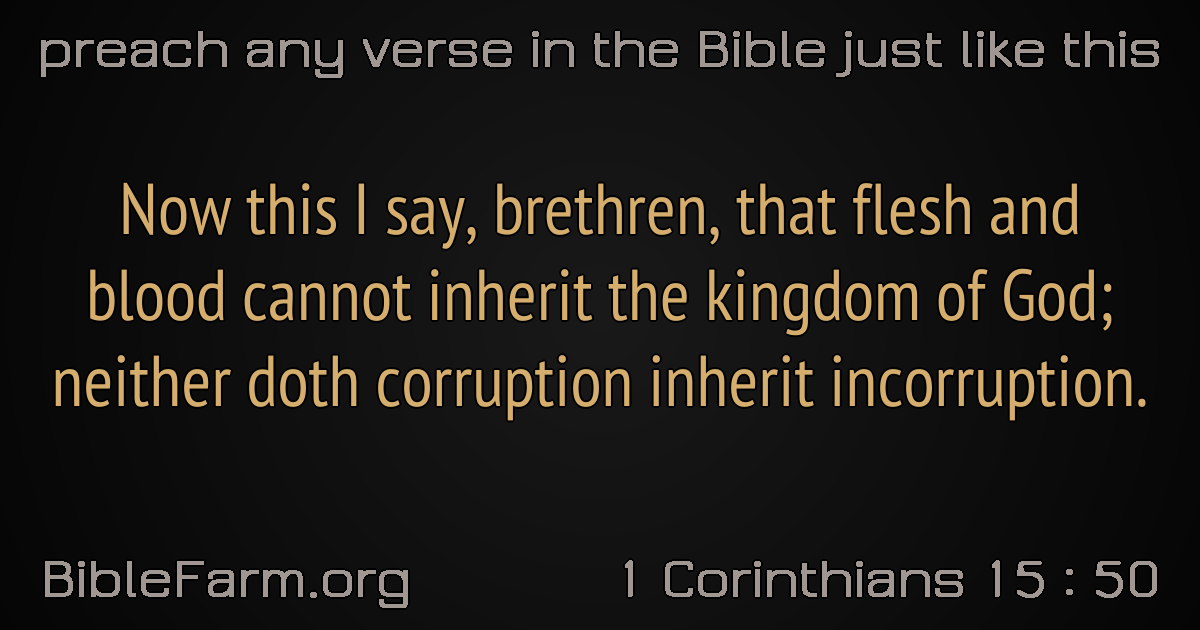 preach any verse in the Bible just like this
Now this I say, brethren, that flesh and
blood cannot inherit the kingdom of God;
neither doth corruption inherit incorruption.
BibleFarm.org
1 Corinthians 15 : 50